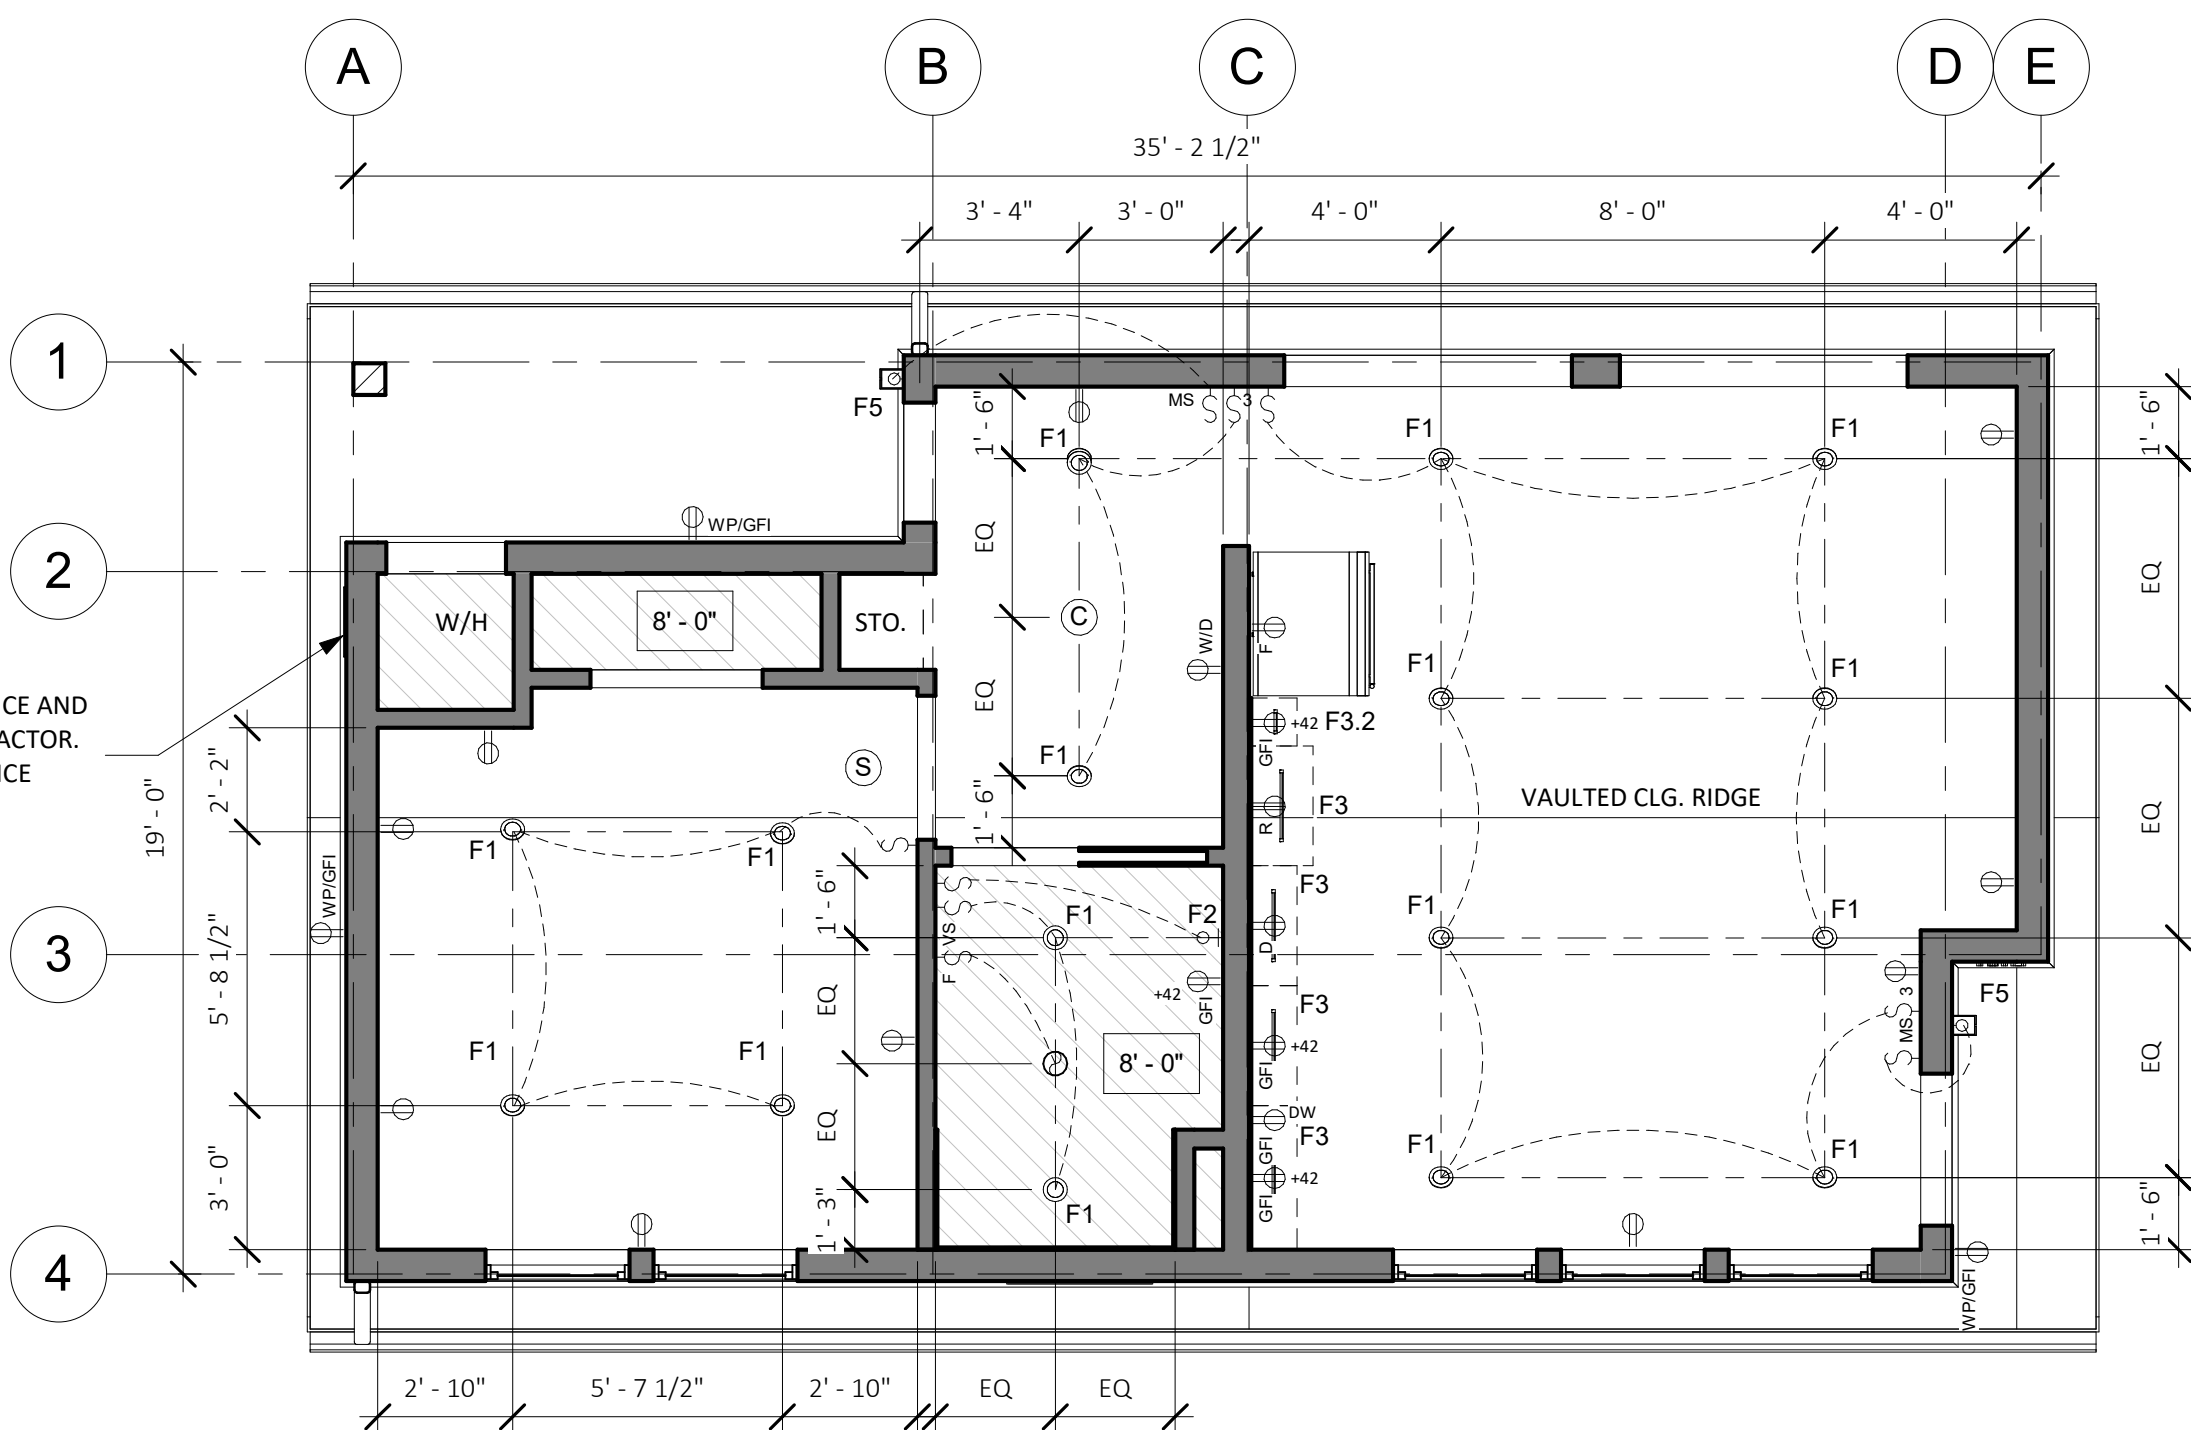 A
B
C
D
E
35' - 2 1/2"
3' - 4"
3' - 0"
4' - 0"
8' - 0"
4' - 0"
1
F5
MS
3
1' - 6"
F1
F1
F1
1' - 6"
WP/GFI
EQ
2
EQ
W/H
8' - 0"
STO.
C
W/D
F
CE AND
ACTOR.
ICE
EQ
F1
F1
GFI
+42
F3.2
S
F1
19' - 0"
2' - 2"
R
F3
VAULTED CLG. RIDGE
1' - 6"
EQ
F1
F1
WP/GFI
1' - 6"
VS
F
F1
F2
F3
D
F1
F1
3
5' - 8 1/2"
EQ
+42
GFI
F3
F5
3
MS
F1
F1
8' - 0"
+42
GFI
EQ
EQ
DW
F3
GFI
F1
F1
3' - 0"
+42
GFI
1' - 3"
F1
1' - 6"
4
WP/GFI
2' - 10"
5' - 7 1/2"
2' - 10"
EQ
EQ